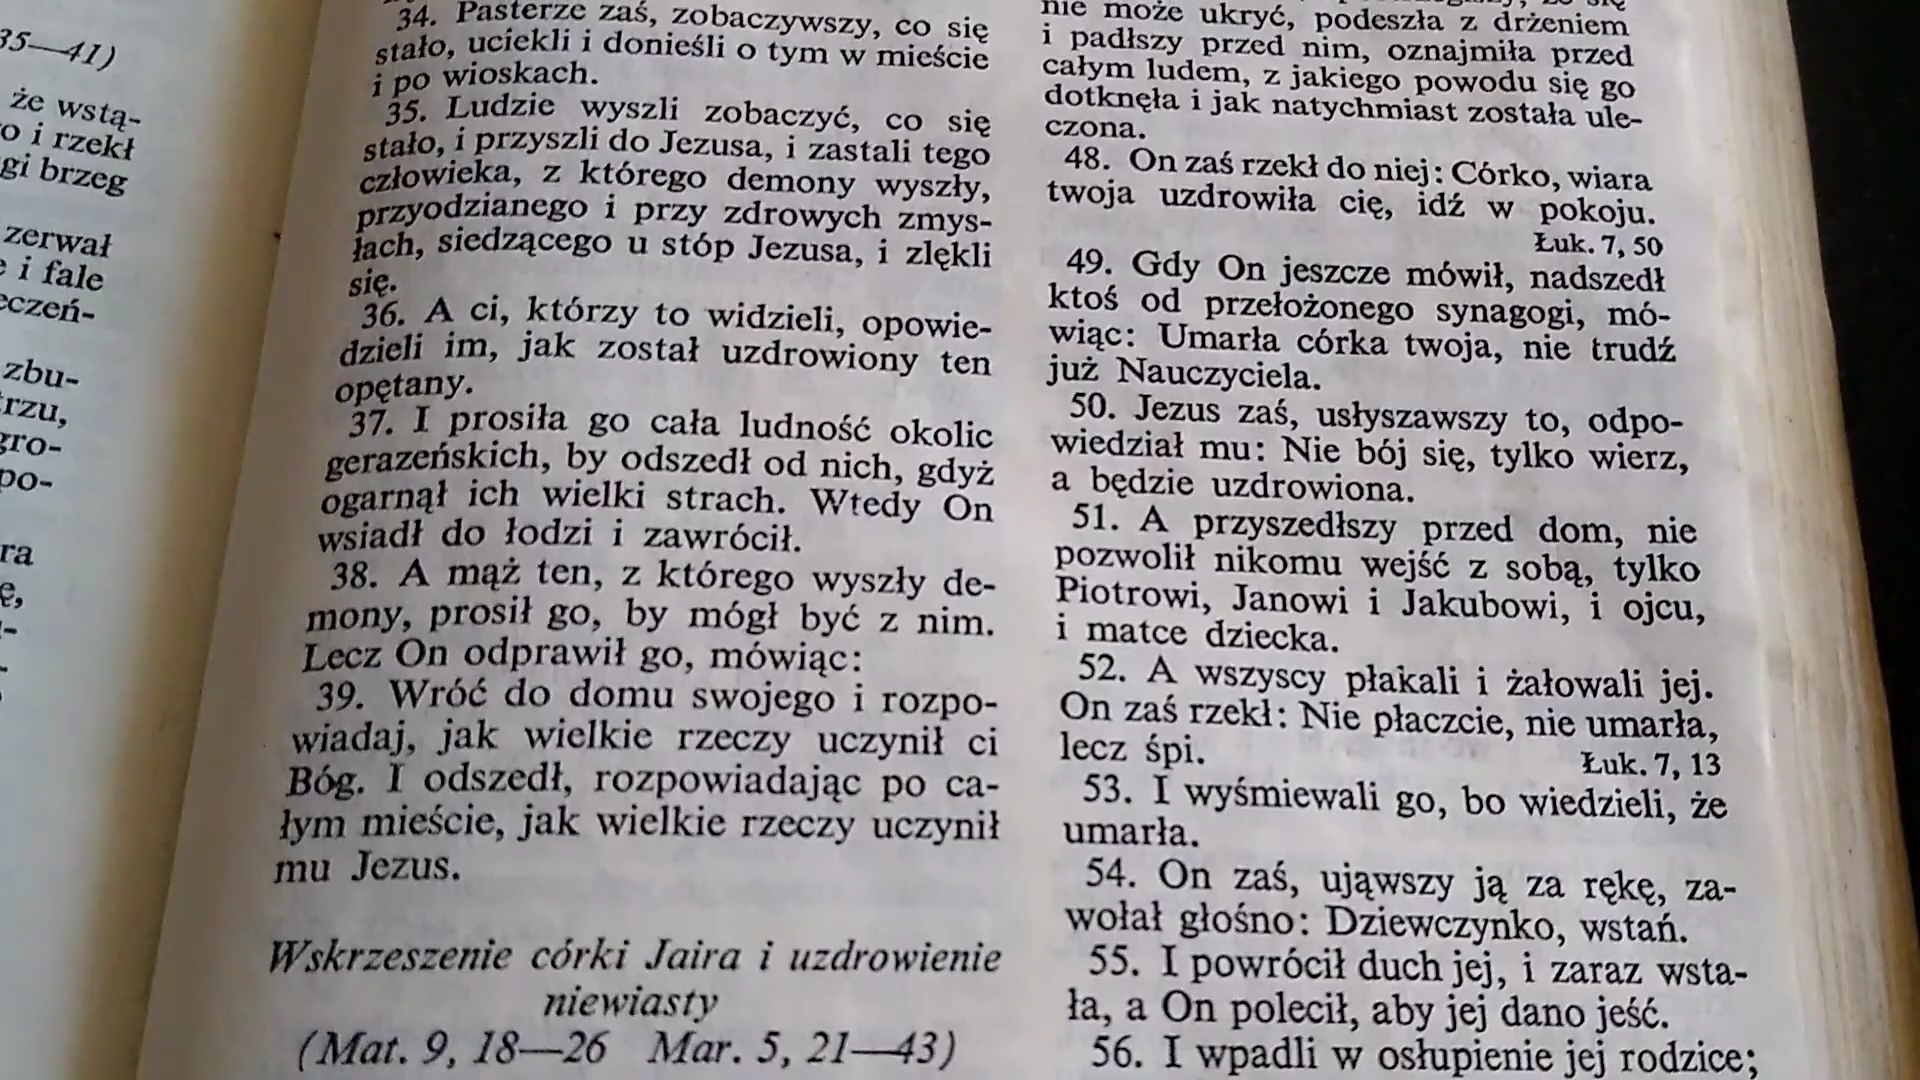 35—41)
że wstą-
o i rzekł
gi brzeg
zerwał
i fale
eczeń-
zbu-
rzu,
gro-
po-
ra
34. Pasterze zaś, zobaczywszy, co się
stało, uciekli i donieśli o tym w mieście
i po wioskach.
35. Ludzie wyszli zobaczyć, co się
stało, i przyszli do Jezusa, i zastali tego
człowieka, z którego demony wyszły,
przyodzianego i przy zdrowych zmys-
łach, siedzącego u stóp Jezusa, i zlękli
się.
36. A ci, którzy to widzieli, opowie-
dzieli im, jak został uzdrowiony ten
opętany.
37. I prosiła go cała ludność okolic
gerazeńskich, by odszedł od nich, gdyż
ogarnął ich wielki strach. Wtedy On
wsiadł do łodzi i zawrócił.
38. A mąż ten, z którego wyszły de-
mony, prosił go, by mógł być z nim.
Lecz On odprawił go, mówiąc:
39. Wróć do domu swojego i rozpo-
wiadaj, jak wielkie rzeczy uczynił ci
Bóg. I odszedł, rozpowiadając po ca-
łym mieście, jak wielkie rzeczy uczynił
mu Jezus.
Wskrzeszenie córki Jaira i uzdrowienie
niewiasty
(Mat. 9, 18—26 Mar. 5, 21—43)
nie może ukryć, podeszła z drżeniem
i padłszy przed nim, oznajmiła przed
całym ludem, z jakiego powodu się go
dotknęła i jak natychmiast została ule-
czona.
48. On zaś rzekł do niej: Córko, wiara
twoja uzdrowiła cię, idź w pokoju.
Łuk. 7, 50
49. Gdy On jeszcze mówił, nadszedł
ktoś od przełożonego synagogi, mó-
wiąc: Umarła córka twoja, nie trudź
już Nauczyciela.
50. Jezus zaś, usłyszawszy to, odpo-
wiedział mu: Nie bój się, tylko wierz,
a będzie uzdrowiona.
51. A przyszedłszy przed dom, nie
pozwolił nikomu wejść z sobą, tylko
Piotrowi, Janowi i Jakubowi, i ojcu,
i matce dziecka.
52. A wszyscy płakali i żałowali jej.
On zaś rzekł: Nie płaczcie, nie umarła,
lecz śpi.
Łuk. 7, 13
53. I wyśmiewali go, bo wiedzieli, że
umarła.
54. On zaś, ująwszy ją za rękę, za-
wołał głośno: Dziewczynko, wstań.
55. I powrócił duch jej, i zaraz wsta-
ła, a On polecił, aby jej dano jeść.
56. I wpadli w osłupienie jej rodzice;